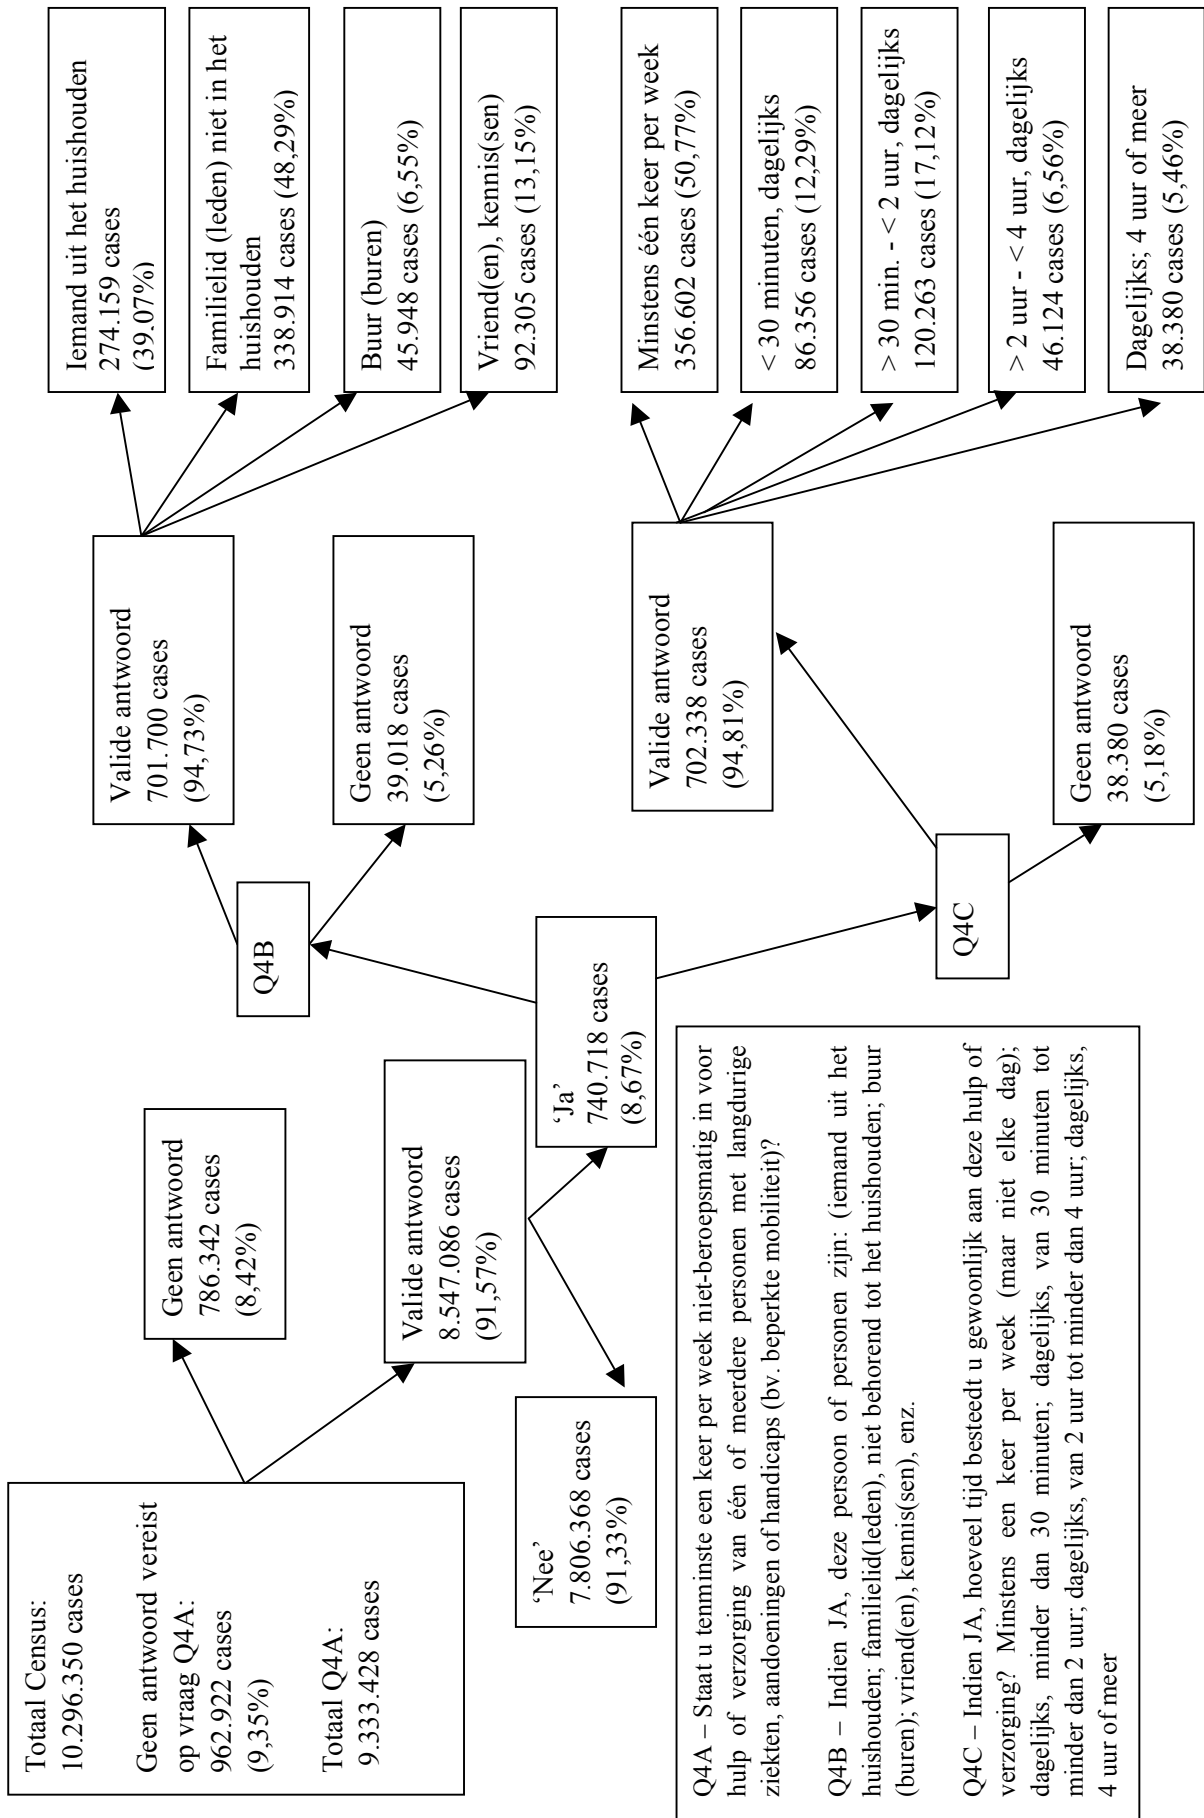 Totaal Census:
10.296.350 cases
Geen antwoord vereist
op vraag Q4A:
962.922 cases
(9,35%)
Totaal Q4A:
9.333.428 cases
Geen antwoord
786.342 cases
(8,42%)
Valide antwoord
8.547.086 cases
(91,57%)
'Nee'
7.806.368 cases
(91,33%)
'Ja'
740.718 cases
(8,67%)
Q4B
Valide antwoord
701.700 cases
(94,73%)
Geen antwoord
39.018 cases
(5,26%)
Iemand uit het huishouden
274.159 cases
(39.07%)
Familielid (leden) niet in het
huishouden
338.914 cases (48,29%)
Buur (buren)
45.948 cases (6,55%)
Vriend(en), kennis(sen)
92.305 cases (13,15%)
Q4C
Valide antwoord
702.338 cases
(94,81%)
Geen antwoord
38.380 cases
(5,18%)
Minstens één keer per week
356.602 cases (50,77%)
< 30 minuten, dagelijks
86.356 cases (12,29%)
> 30 min. - < 2 uur, dagelijks
120.263 cases (17,12%)
> 2 uur - < 4 uur, dagelijks
46.124 cases (6,56%)
Dagelijks; 4 uur of meer
38.380 cases (5,46%)
Q4A – Staat u tenminste een keer per week niet-beroepsmatig in voor
hulp of verzorging van één of meerdere personen met langdurige
ziekten, aandoeningen of handicaps (bv. beperkte mobiliteit)?
Q4B – Indien JA, deze persoon of personen zijn: (iemand uit het
huishouden; familielid(leden), niet behorend tot het huishouden; buur
(buren); vriend(en), kennis(sen), enz.
Q4C – Indien JA, hoeveel tijd besteedt u gewoonlijk aan deze hulp of
verzorging? Minstens een keer per week (maar niet elke dag);
dagelijks, minder dan 30 minuten; dagelijks, van 30 minuten tot
minder dan 2 uur; dagelijks, van 2 uur tot minder dan 4 uur; dagelijks,
4 uur of meer